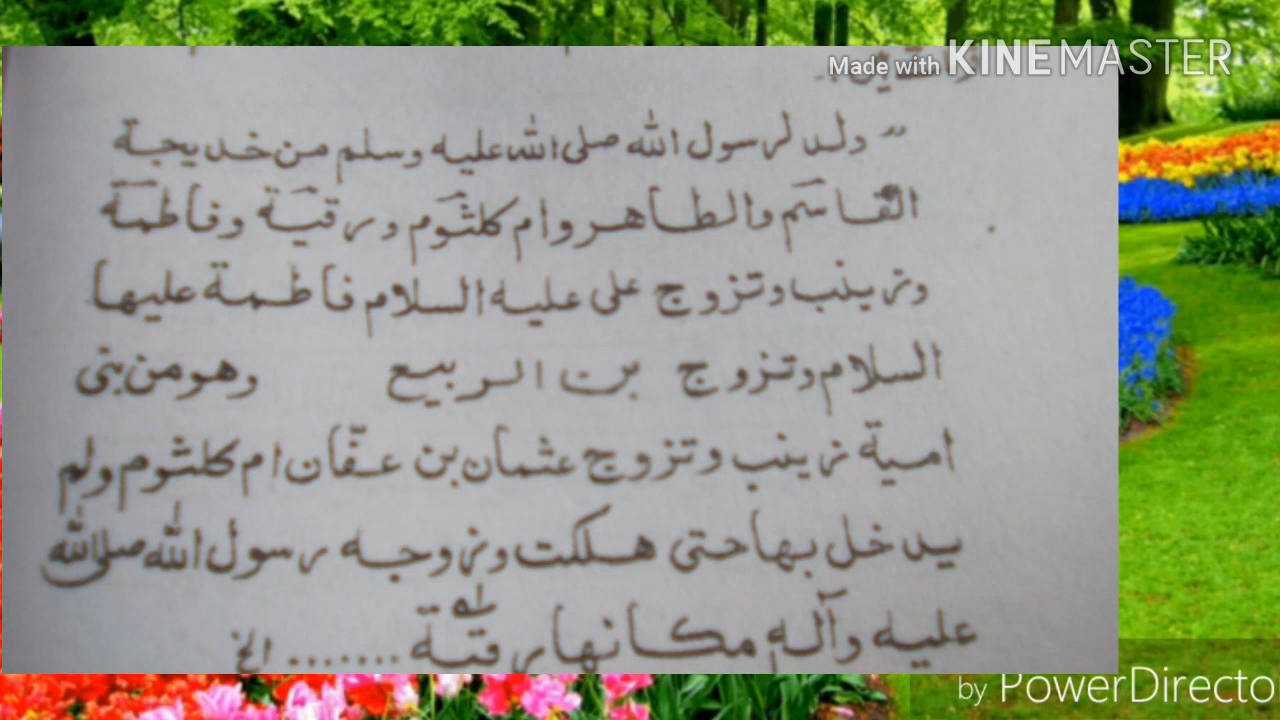 Made with KINEMASTER
“ ولد لرسول الله صلى الله عليه وسلم من خديجة
القاسم والطاهر وام كلثوم ورقية وفاطمة
وزينب وتزوج على عليه السلام فاطمة عليها
السلام وتزوج بن الربيع وهو من بنى
امية زينب وتزوج عثمان بن عفان ام كلثوم ولم
يدخل بها حتى هلكت وزوجه رسول الله صلى الله
عليه وآله مكانها رقية ....... الخ
by PowerDirecto